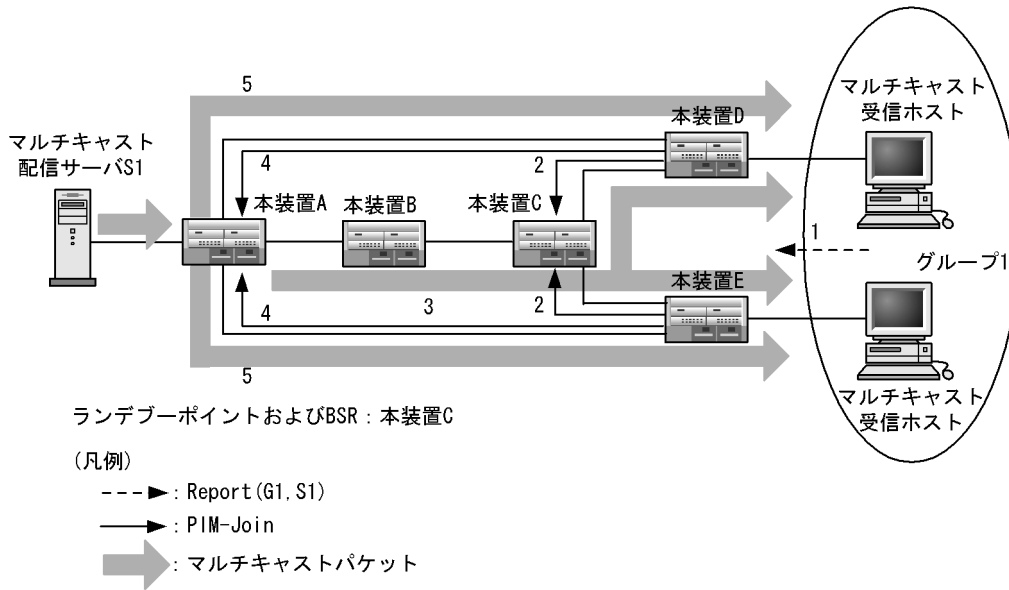 5
マルチキャスト
受信ホスト
本装置D
マルチキャスト
配信サーバS1
4
2
本装置A
本装置B
本装置C
1
グループ1
本装置E
4
3
2
5
マルチキャスト
受信ホスト
ランデブーポイントおよびBSR：本装置C
(凡例)
：Report(G1,S1)
：PIM-Join
：マルチキャストパケット